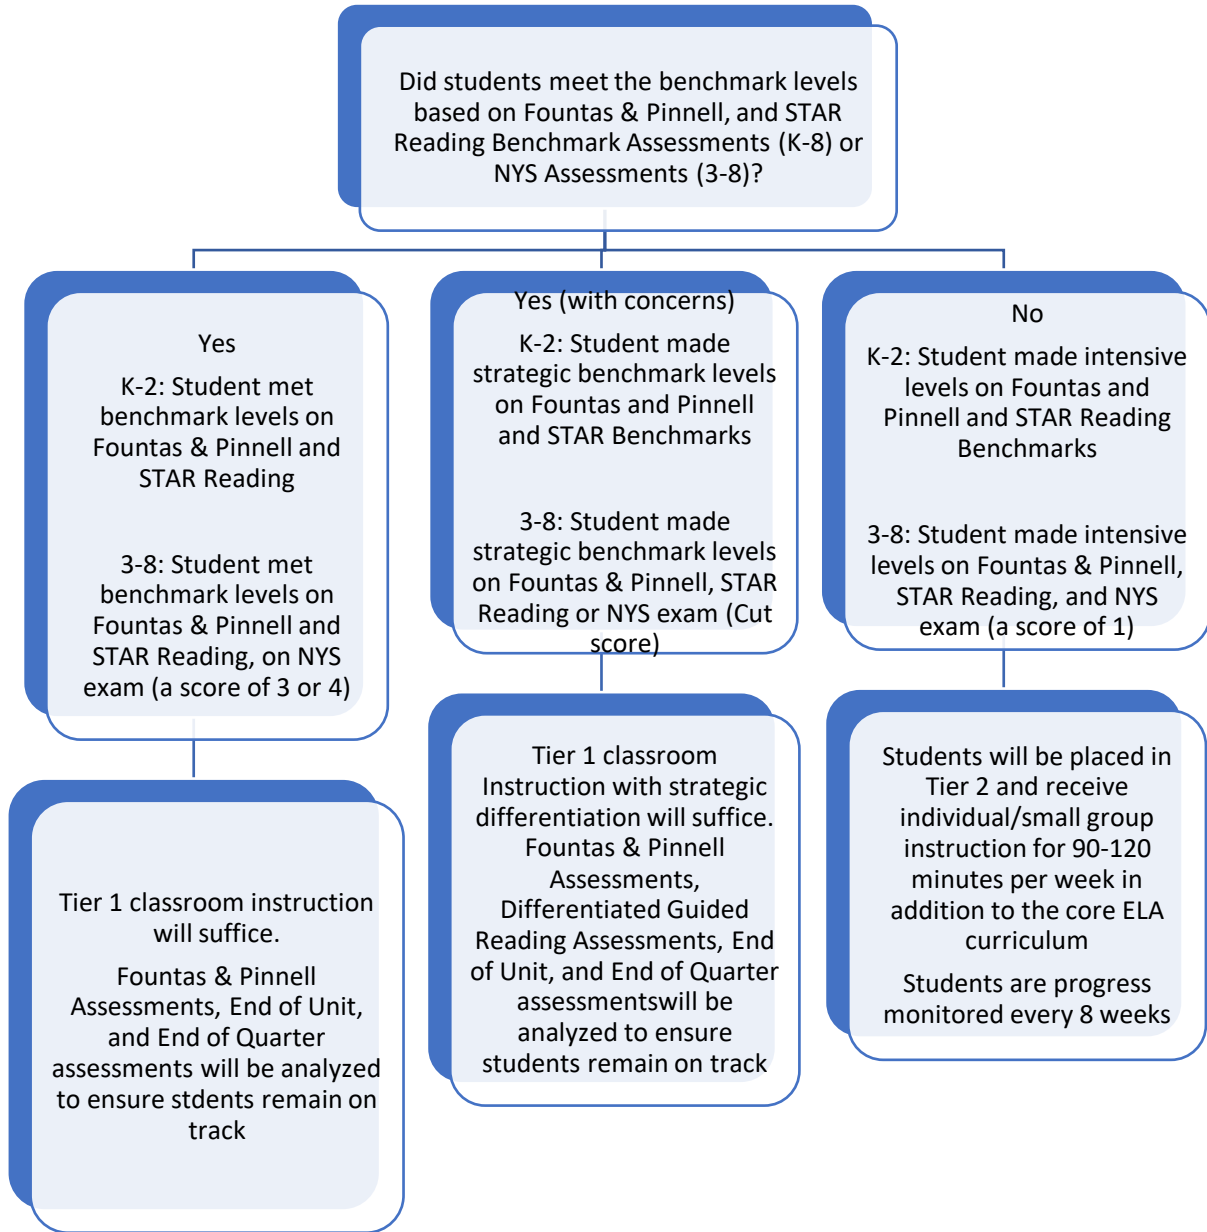 Did students meet the benchmark levels
based on Fountas & Pinnell, and STAR
Reading Benchmark Assessments (K-8) or
NYS Assessments (3-8)?
Yes
K-2: Student met
benchmark levels on
Fountas & Pinnell and
STAR Reading
3-8: Student met
benchmark levels on
Fountas & Pinnell and
STAR Reading, on NYS
exam (a score of 3 or 4)
Yes (with concerns)
K-2: Student made
strategic benchmark levels
on Fountas and Pinnell
and STAR Benchmarks
3-8: Student made
strategic benchmark levels
on Fountas & Pinnell, STAR
Reading or NYS exam (Cut
score)
No
K-2: Student made intensive
levels on Fountas and
Pinnell and STAR Reading
Benchmarks
3-8: Student made intensive
levels on Fountas & Pinnell,
STAR Reading, and NYS
exam (a score of 1)
Tier 1 classroom instruction
will suffice.
Fountas & Pinnell
Assessments, End of Unit,
and End of Quarter
assessments will be analyzed
to ensure stdents remain on
track
Tier 1 classroom
Instruction with strategic
differentiation will suffice.
Fountas & Pinnell
Assessments,
Differentiated Guided
Reading Assessments, End
of Unit, and End of Quarter
assessmentswill be
analyzed to ensure
students remain on track
Students will be placed in
Tier 2 and receive
individual/small group
instruction for 90-120
minutes per week in
addition to the core ELA
curriculum
Students are progress
monitored every 8 weeks